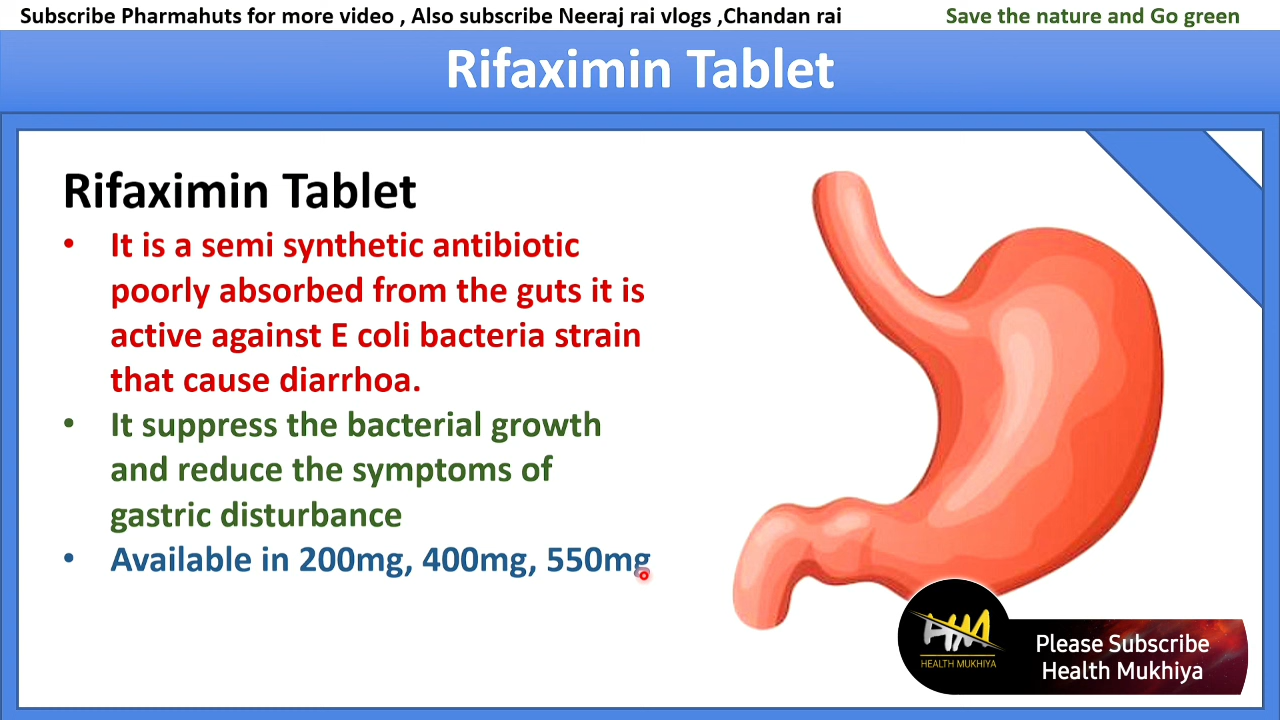 Subscribe Pharmahuts for more video , Also subscribe Neeraj rai vlogs ,Chandan rai
Save the nature and Go green
Rifaximin Tablet
Rifaximin Tablet
• It is a semi synthetic antibiotic
poorly absorbed from the guts it is
active against E coli bacteria strain
that cause diarrhoa.
• It suppress the bacterial growth
and reduce the symptoms of
gastric disturbance
• Available in 200mg, 400mg, 550mg
HM
HEALTH MUKHIYA
Please Subscribe
Health Mukhiya